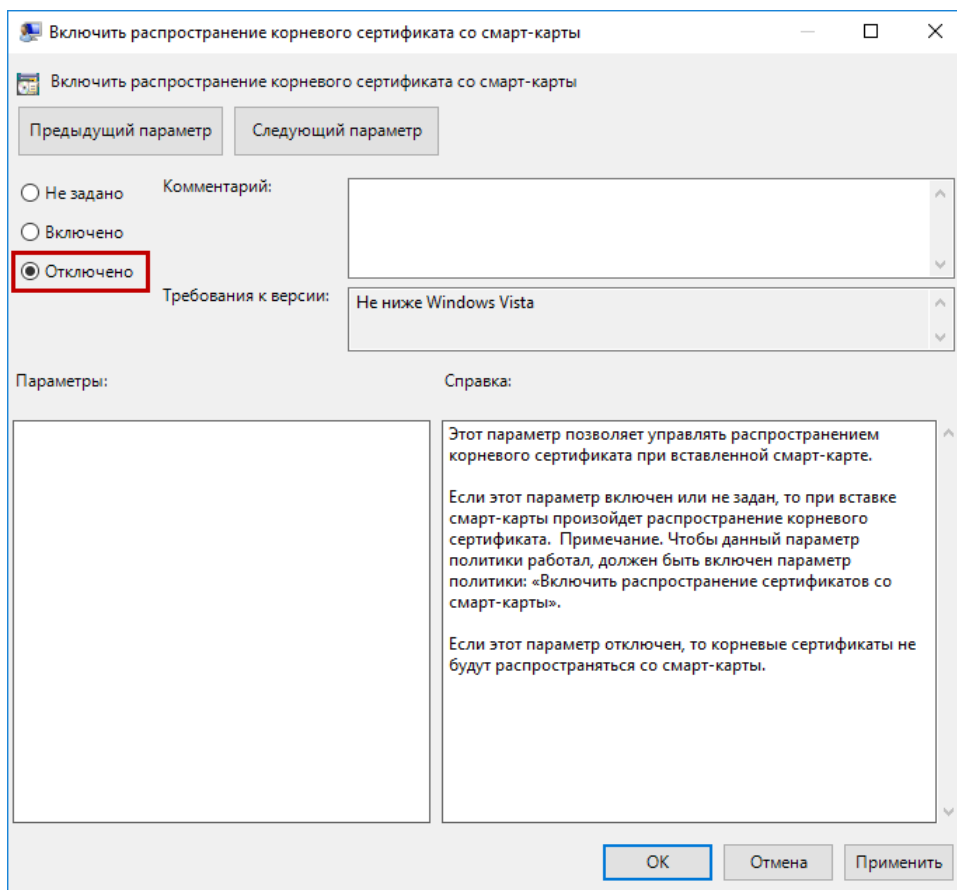 Включить распространение корневого сертификата со смарт-карты
Включить распространение корневого сертификата со смарт-карты
Предыдущий параметр
Следующий параметр
Не задано
Комментарий:
Включено
Отключено
Требования к версии:
Не ниже Windows Vista
Параметры:
Справка:
Этот параметр позволяет управлять распространением
корневого сертификата при вставленной смарт-карте.
Если этот параметр включен или не задан, то при вставке
смарт-карты произойдет распространение корневого
сертификата.  Примечание. Чтобы данный параметр
политики работал, должен быть включен параметр
политики: «Включить распространение сертификатов со
смарт-карты».
Если этот параметр отключен, то корневые сертификаты не
будут распространяться со смарт-карты.
ОК
Отмена
Применить